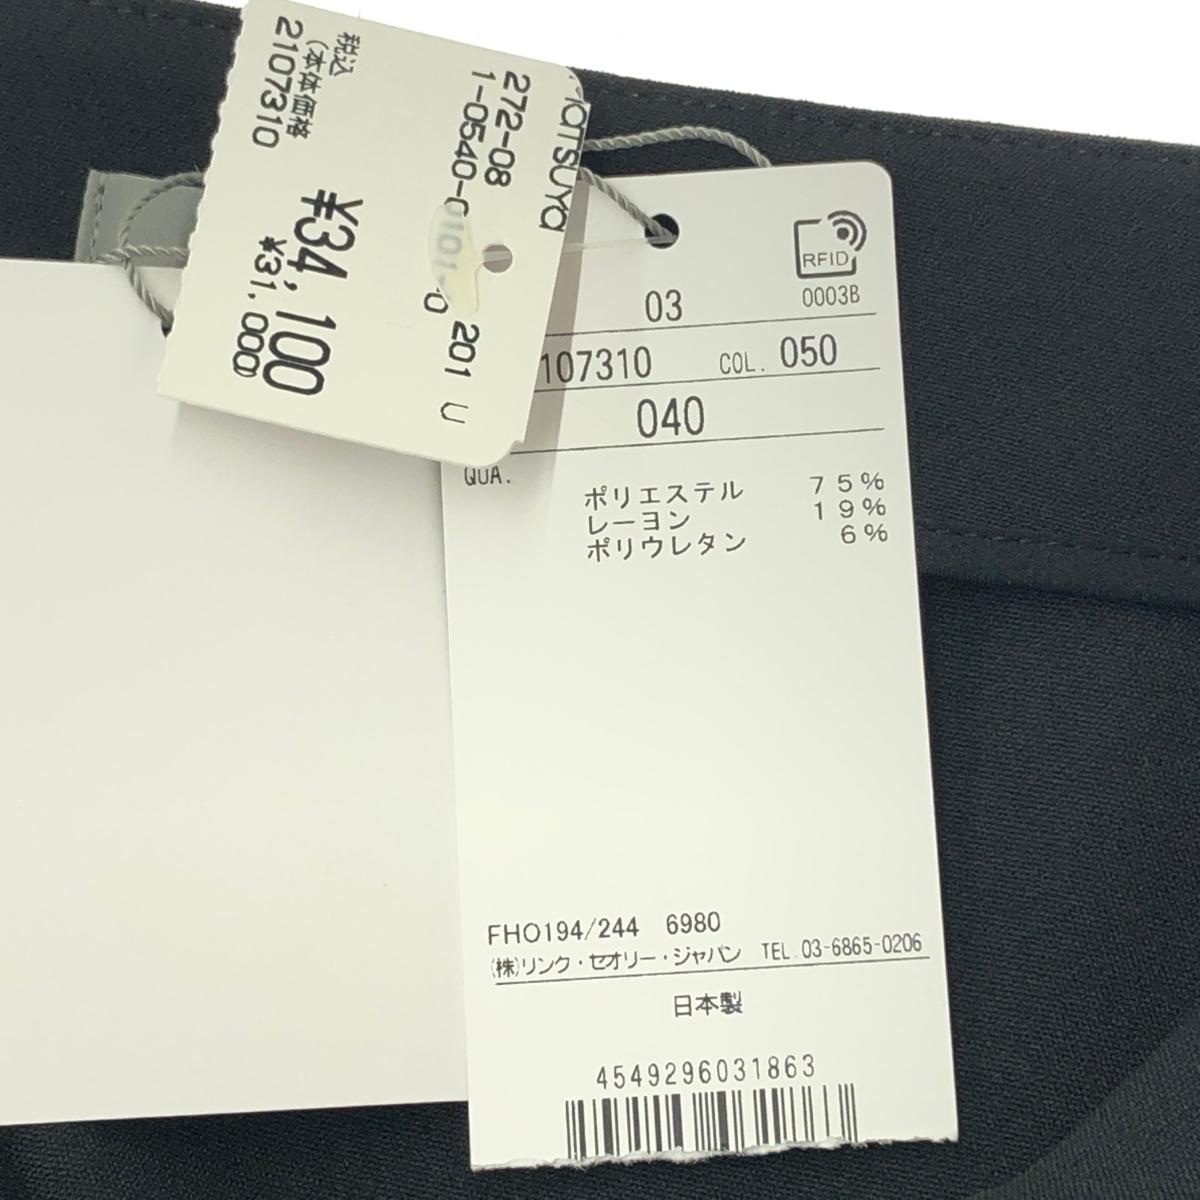 Matsuya
272-08
1-0540-0101-0
201 U
税込
(本体価格
2107310
¥34,100
¥31,000)
RFID
0003B
03
107310 COL. 050
040
QUA.
ポリエステル 75%
レーヨン 19%
ポリウレタン 6%
FHO194/244 6980
(株)リンク・セオリー・ジャパン TEL 03-6865-0206
日本製
4549296031863